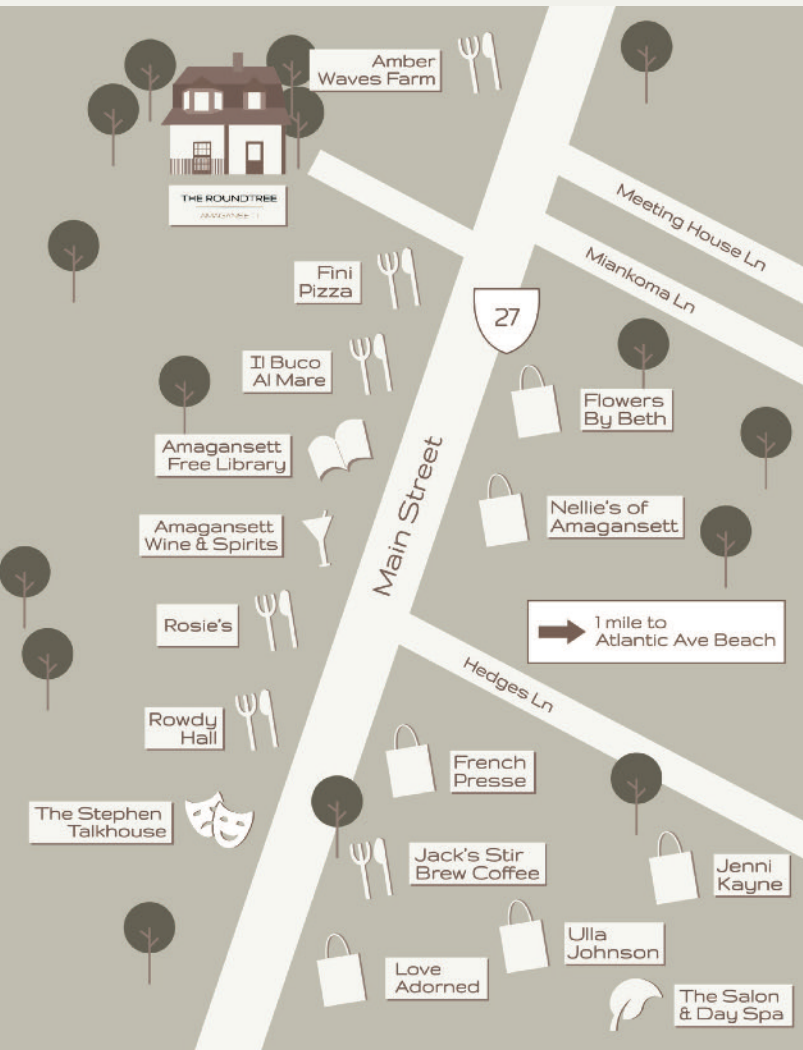 Amber
Waves Farm
THE ROUNDTREE
AMAGANSETT
Meeting House Ln
Miankoma Ln
Fini
Pizza
27
Il Buco
Al Mare
Flowers
By Beth
Amagansett
Free Library
Main Street
Nellie's of
Amagansett
Amagansett
Wine & Spirits
Rosie's
1 mile to
Atlantic Ave Beach
Hedges Ln
Rowdy
Hall
French
Presse
The Stephen
Talkhouse
Jack's Stir
Brew Coffee
Jenni
Kayne
Ulla
Johnson
Love
Adorned
The Salon
& Day Spa